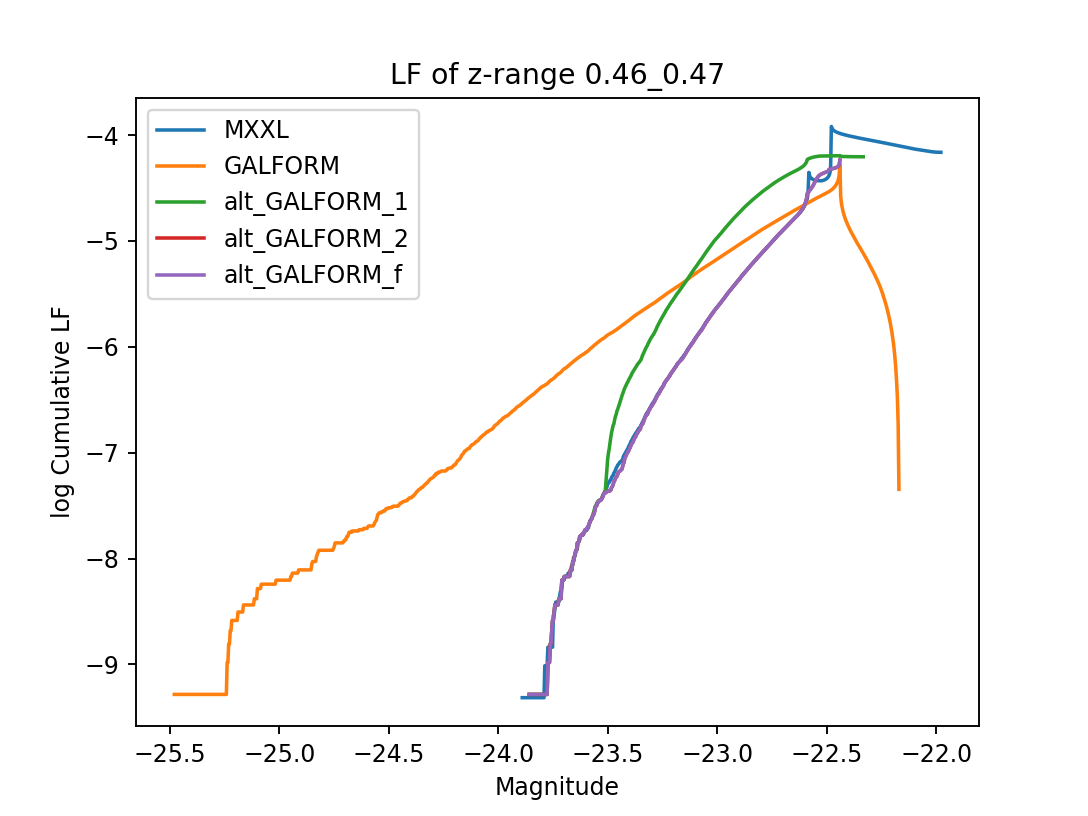 LF of z-range 0.46_0.47
MXXL
GALFORM
alt_GALFORM_1
alt_GALFORM_2
alt_GALFORM_f
log Cumulative LF
−4
−5
−6
−7
−8
−9
−25.5 −25.0 −24.5 −24.0 −23.5 −23.0 −22.5 −22.0
Magnitude